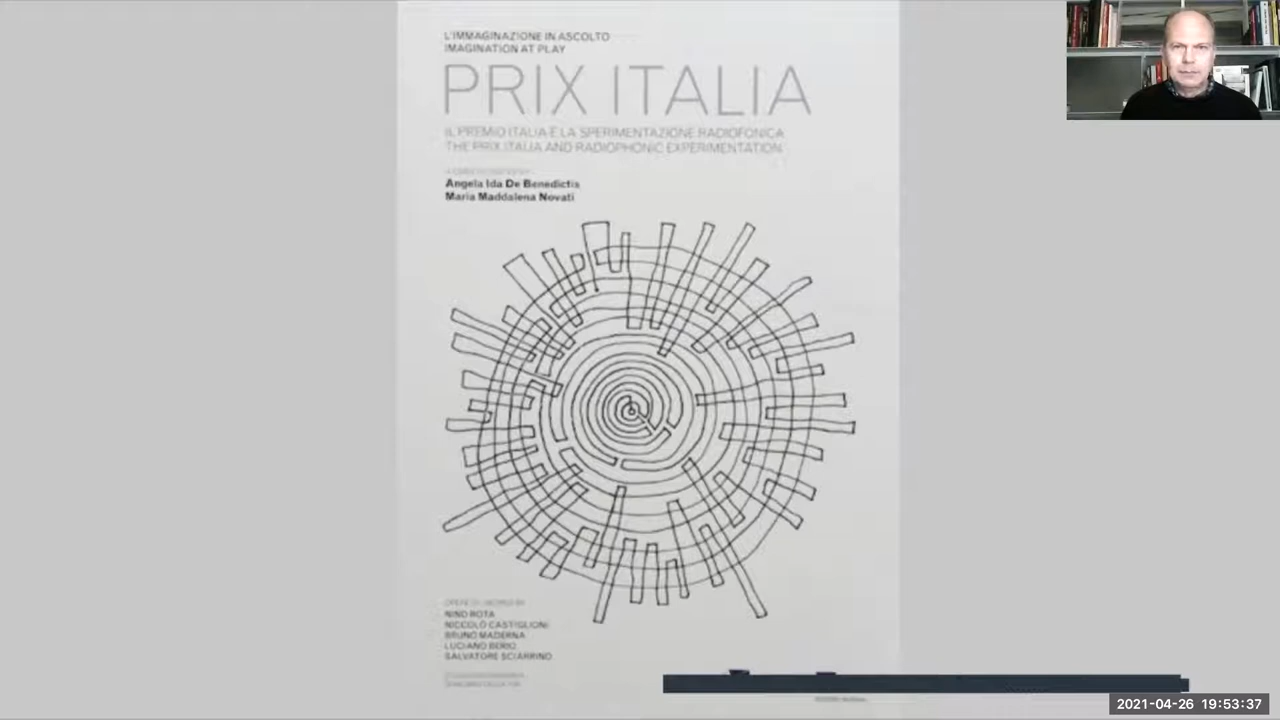 L'IMMAGINAZIONE IN ASCOLTO
IMAGINATION AT PLAY
PRIX ITALIA
IL PREMIO ITALIA E LA SPERIMENTAZIONE RADIOFONICA
THE PRIX ITALIA AND RADIOPHONIC EXPERIMENTATION
Angela Ida De Benedictis
Maria Maddalena Novati
NINO ROTA
NICCOLÒ CASTIGLIONI
BRUNO MADERNA
LUCIANO BERIO
SALVATORE SCIARRINO
2021-04-26 19:53:37